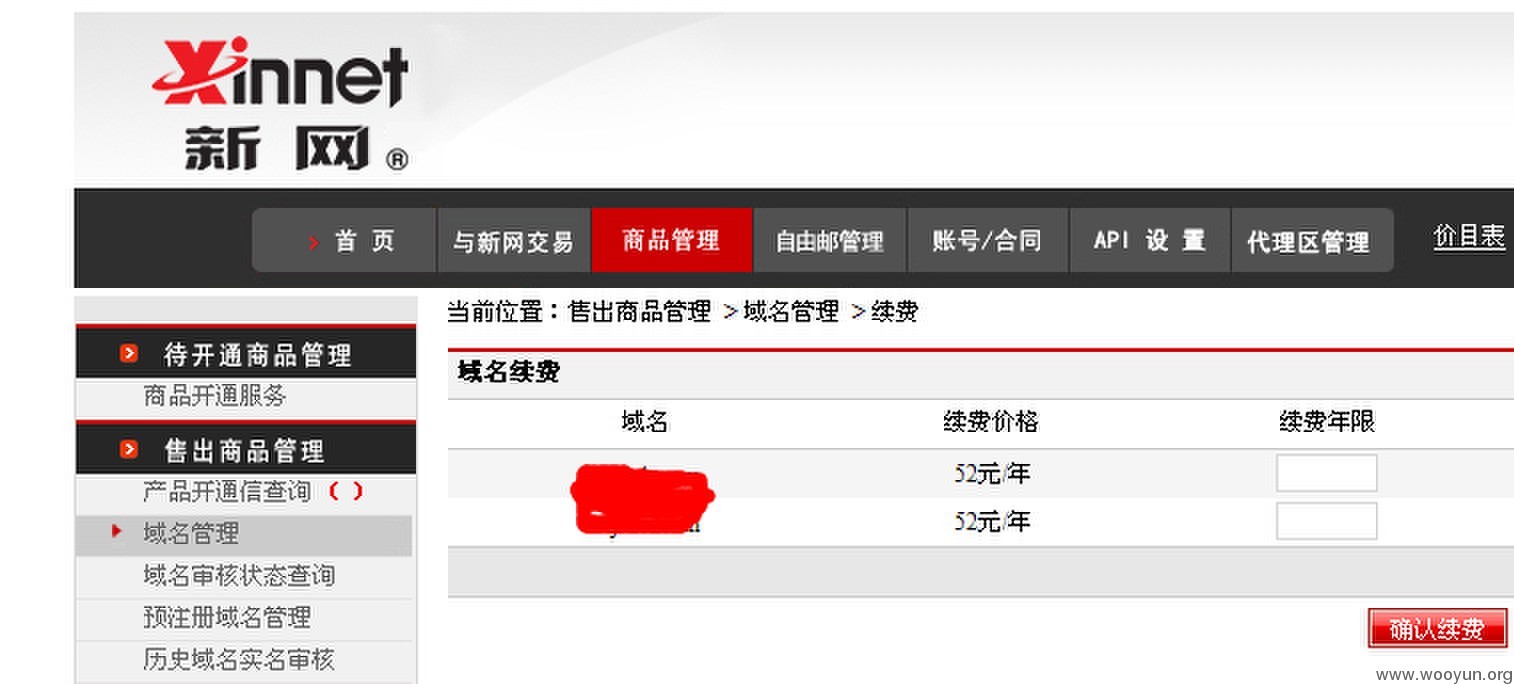 Xinnet
新网®
首页 与新网交易 商品管理 自由邮管理 账号/合同 API 设置 代理区管理 价目表
当前位置：售出商品管理 >域名管理 >续费
待开通商品管理
商品开通服务
售出商品管理
产品开通信查询 ( )
域名管理
域名审核状态查询
预注册域名管理
历史域名实名审核
域名续费
域名 续费价格 续费年限
52元/年
52元/年
确认续费
www.wooyun.org